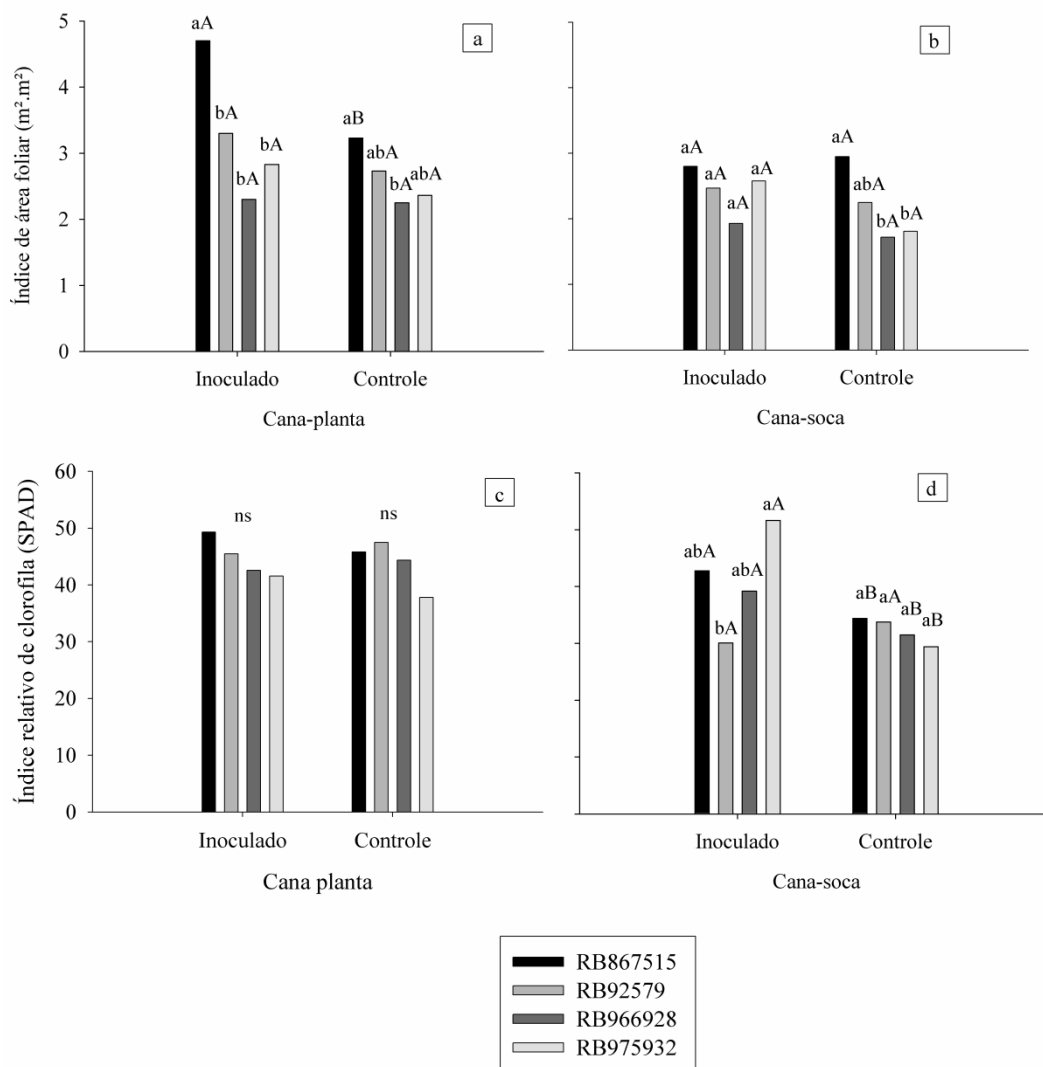 Índice de área foliar (m².m²)
5
4
3
2
1
0
a
aA
bA
bA
bA
aB
abA
bA
abA
Inoculado
Controle
Cana-planta
b
aA
aA
aA
aA
aA
abA
bA
bA
Inoculado
Controle
Cana-soca
Índice relativo de clorofila (SPAD)
60
50
40
30
20
10
0
c
ns
ns
Inoculado
Controle
Cana planta
d
abA
bA
abA
aA
aB
aA
aB
aB
Inoculado
Controle
Cana-soca
RB867515
RB92579
RB966928
RB975932